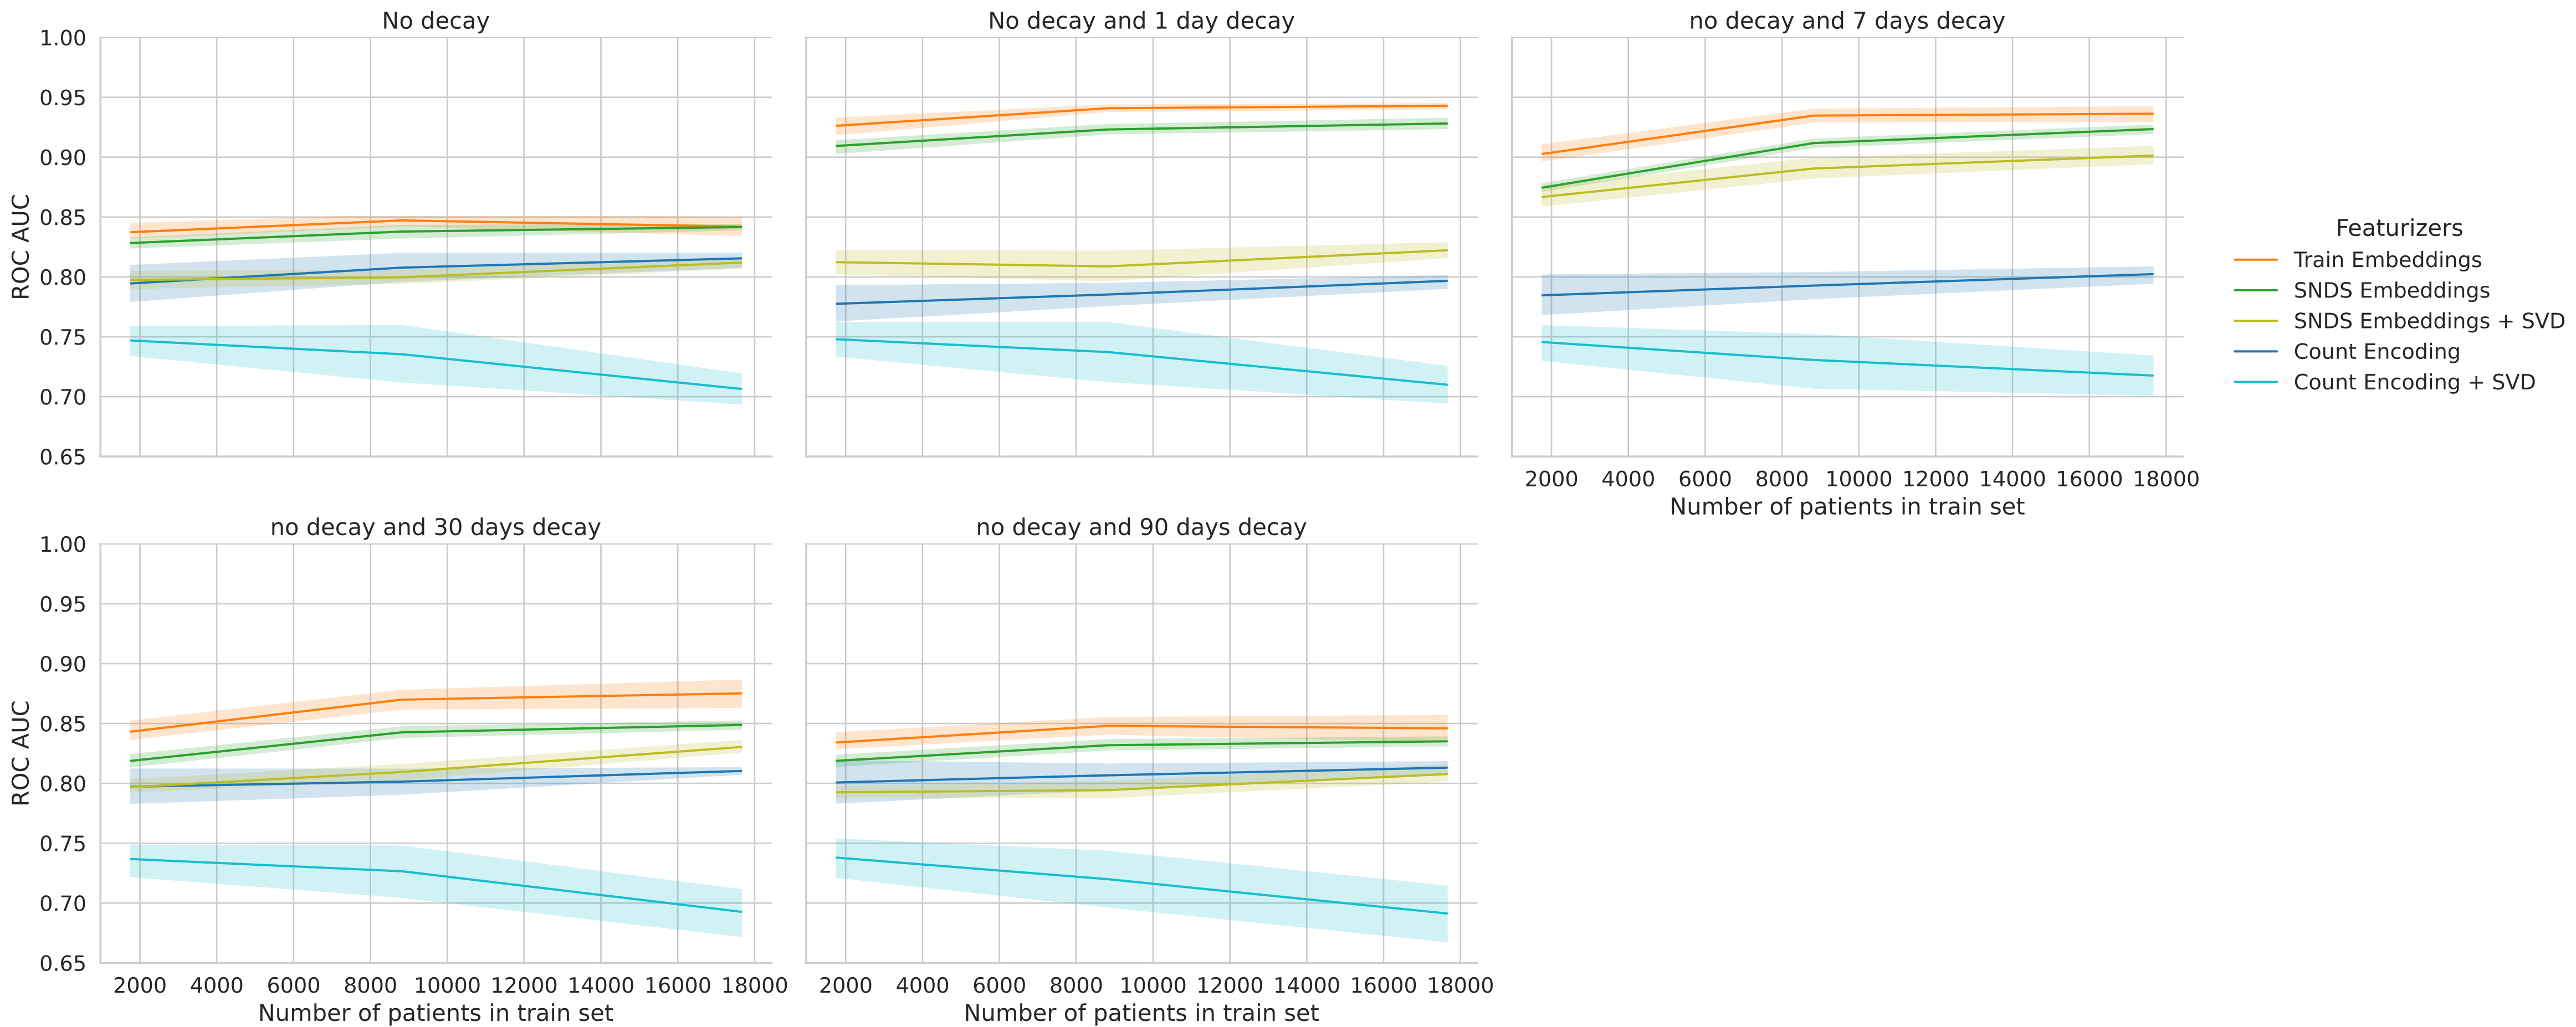 No decay
No decay and 1 day decay
no decay and 7 days decay
1.00
0.95
0.90
0.85
0.80
0.75
0.70
0.65
ROC AUC
2000 4000 6000 8000 10000 12000 14000 16000 18000
Number of patients in train set
Featurizers
Train Embeddings
SNDS Embeddings
SNDS Embeddings + SVD
Count Encoding
Count Encoding + SVD
no decay and 30 days decay
no decay and 90 days decay
1.00
0.95
0.90
0.85
0.80
0.75
0.70
0.65
ROC AUC
2000 4000 6000 8000 10000 12000 14000 16000 18000
Number of patients in train set
2000 4000 6000 8000 10000 12000 14000 16000 18000
Number of patients in train set